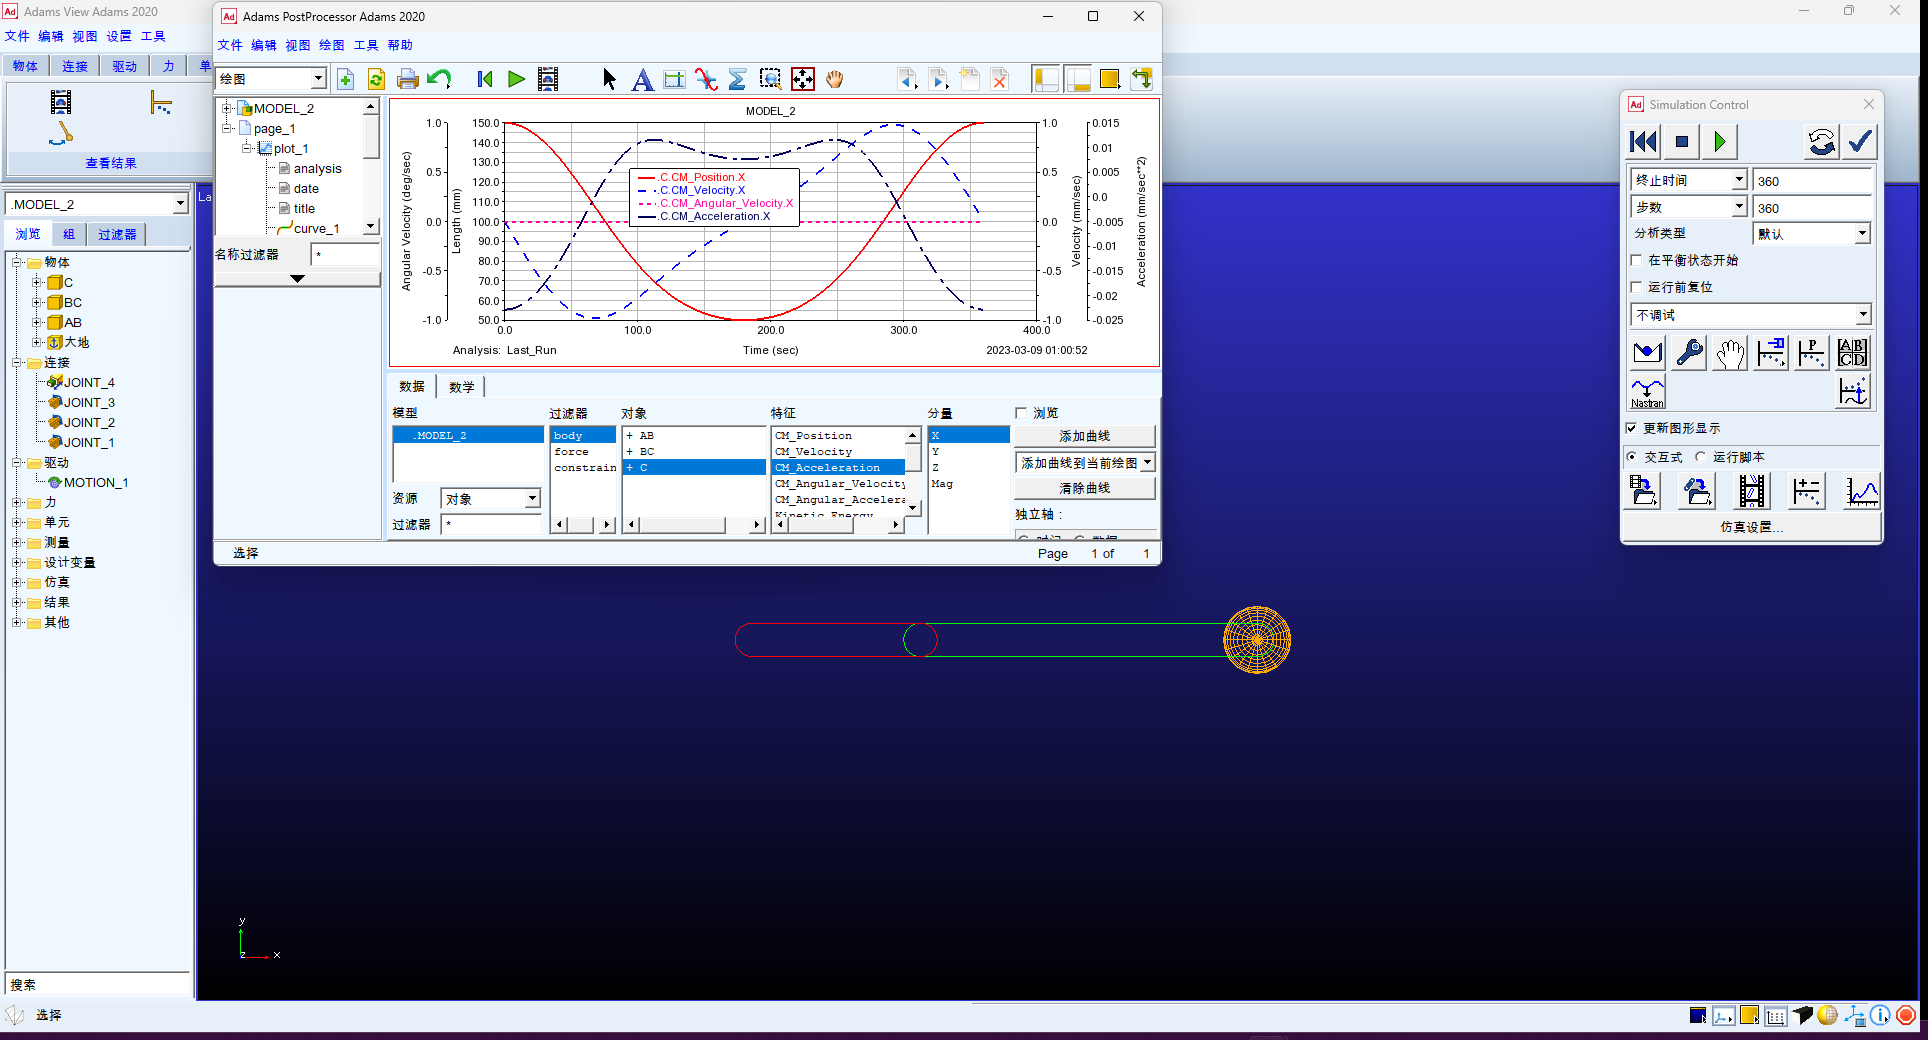 Adams View Adams 2020
文件 编辑 视图 设置 工具
物体 连接 驱动 力 单
查看结果
.MODEL_2
浏览 组 过滤器
物体
C
BC
AB
大地
连接
JOINT_4
JOINT_3
JOINT_2
JOINT_1
驱动
MOTION_1
力
单元
测量
设计变量
仿真
结果
其他
搜索
选择
La
Adams PostProcessor Adams 2020
文件 编辑 视图 绘图 工具 帮助
绘图
MODEL_2
page_1
plot_1
analysis
date
title
curve_1
名称过滤器 *
MODEL_2
Angular Velocity (deg/sec)
1.0
0.5
0.0
-0.5
-1.0
Length (mm)
150.0
140.0
130.0
120.0
110.0
100.0
90.0
80.0
70.0
60.0
50.0
.C.CM_Position.X
.C.CM_Velocity.X
.C.CM_Angular_Velocity.X
.C.CM_Acceleration.X
1.0
0.5
0.0
-0.5
-1.0
Velocity (mm/sec)
0.015
0.01
0.005
0.0
-0.005
-0.01
-0.015
-0.02
-0.025
Acceleration (mm/sec**2)
0.0 100.0 200.0 300.0 400.0
Analysis: Last_Run Time (sec) 2023-03-09 01:00:52
数据 数学
模型 过滤器 对象 特征 分量 浏览
.MODEL_2
资源 对象
过滤器 *
body
force
constrain
+ AB
+ BC
+ C
CM_Position
CM_Velocity
CM_Acceleration
CM_Angular_Velocity
CM_Angular_Accelera
Kinetic_Energy
X
Y
Z
Mag
添加曲线
添加曲线到当前绘图
清除曲线
独立轴：
时间 数据
选择 Page 1 of 1
Simulation Control
终止时间 360
步数 360
分析类型 默认
在平衡状态开始
运行前复位
不调试
P
[AB]
[CD]
Nastran
更新图形显示
交互式 运行脚本
仿真设置...
y
z x